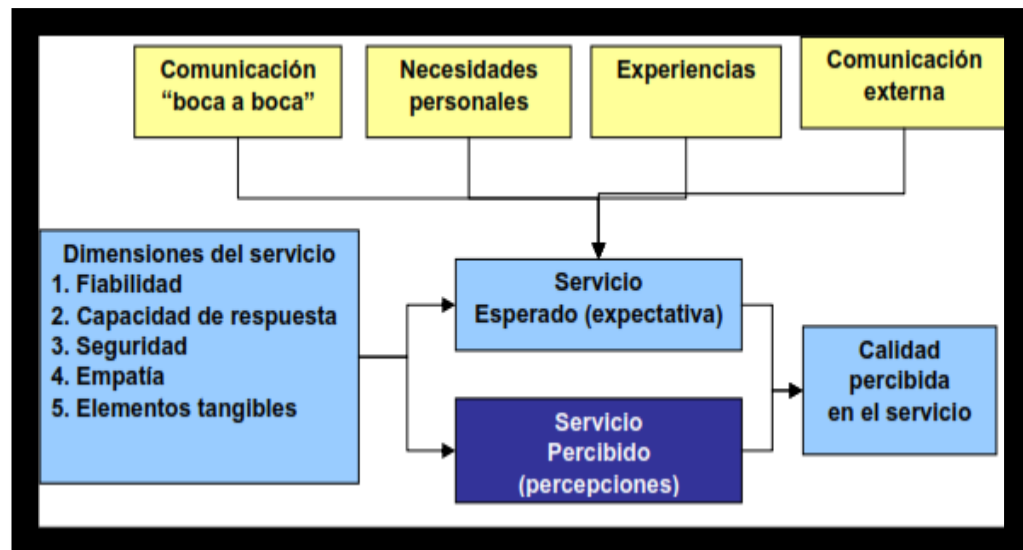 Comunicación
“boca a boca”
Necesidades
personales
Experiencias
Comunicación
externa
Dimensiones del servicio
1. Fiabilidad
2. Capacidad de respuesta
3. Seguridad
4. Empatía
5. Elementos tangibles
Servicio
Esperado (expectativa)
Servicio
Percibido
(percepciones)
Calidad
percibida
en el servicio